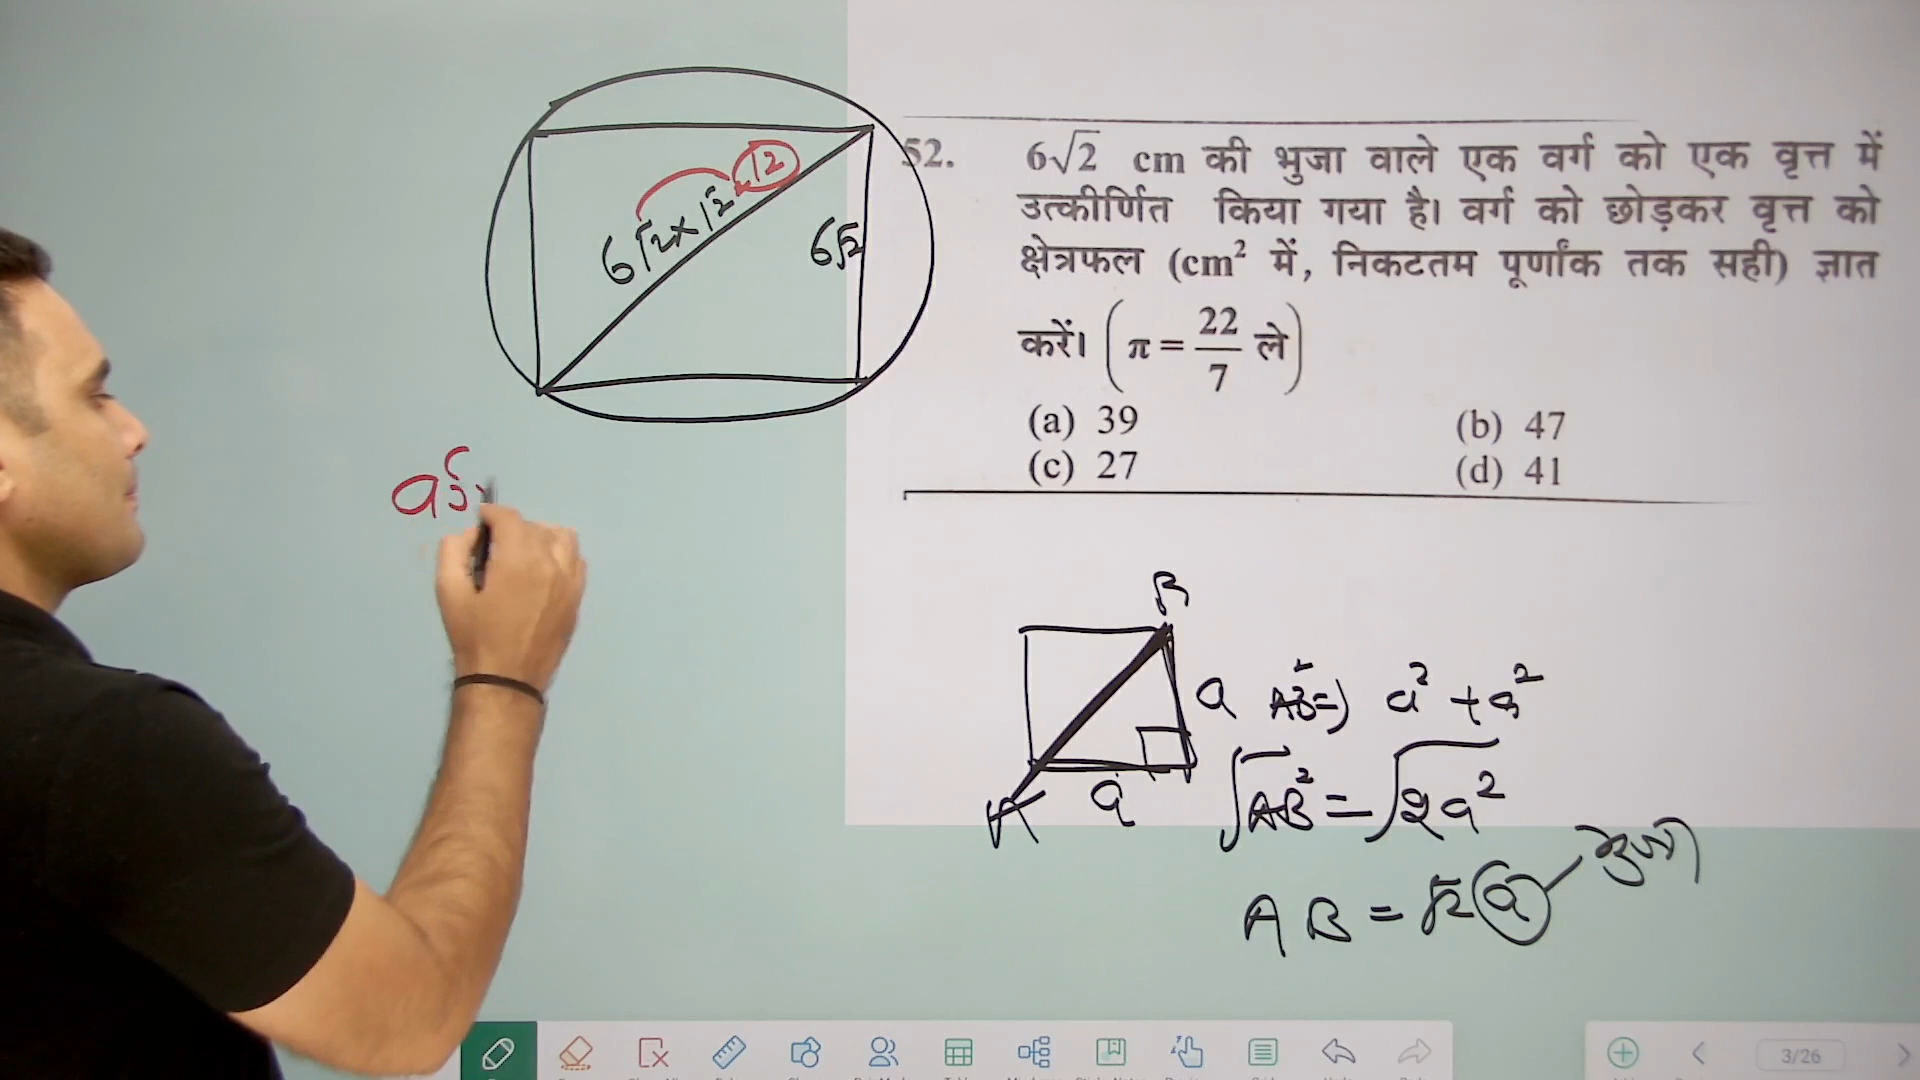 52. 6√2 cm की भुजा वाले एक वर्ग को एक वृत्त में
उत्कीर्णित किया गया है। वर्ग को छोड़कर वृत्त को
क्षेत्रफल (cm² में, निकटतम पूर्णांक तक सही) ज्ञात
करें। (π = 22/7 ले)
(a) 39 (b) 47
(c) 27 (d) 41
6√2×√2
12
6√2
B
a
a
A
AB² ⇒ a² + a²
√AB² = √2a²
AB = √2 a
भुजा
3/26